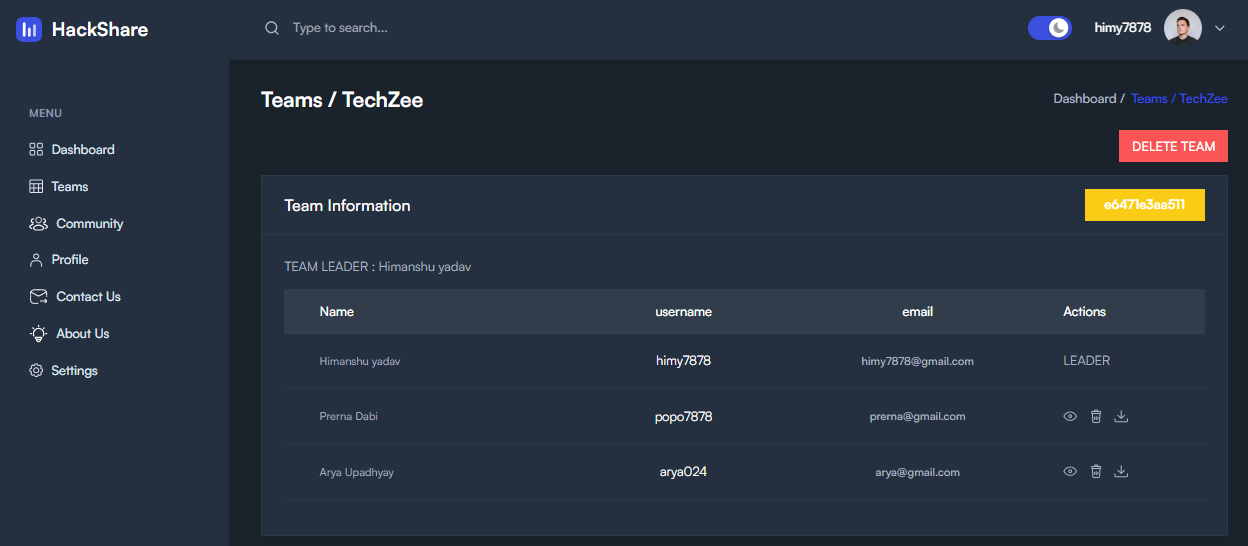 HackShare
Type to search...
himy7878
MENU
Dashboard
Teams
Community
Profile
Contact Us
About Us
Settings
Teams / TechZee
Dashboard / Teams / TechZee
DELETE TEAM
Team Information
e6471e3aa511
TEAM LEADER : Himanshu yadav
Name username email Actions
Himanshu yadav himy7878 himy7878@gmail.com LEADER
Prerna Dabi popo7878 prerna@gmail.com
Arya Upadhyay arya024 arya@gmail.com